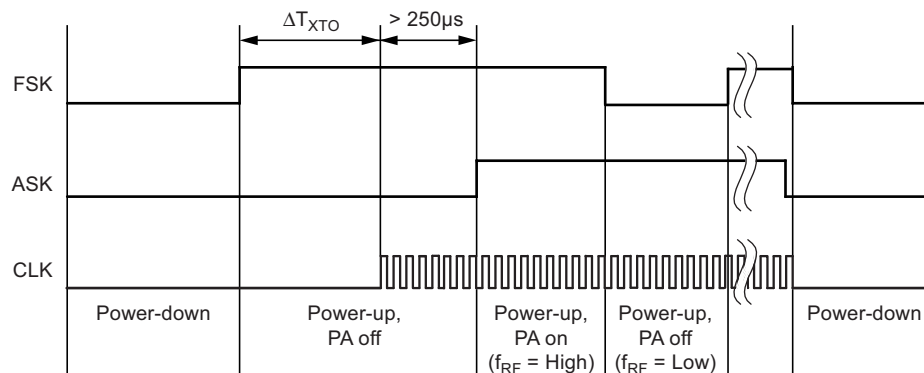 ΔT_XTO
> 250μs
FSK
ASK
CLK
Power-down
Power-up,
PA off
Power-up,
PA on
(f_RF = High)
Power-up,
PA off
(f_RF = Low)
Power-down